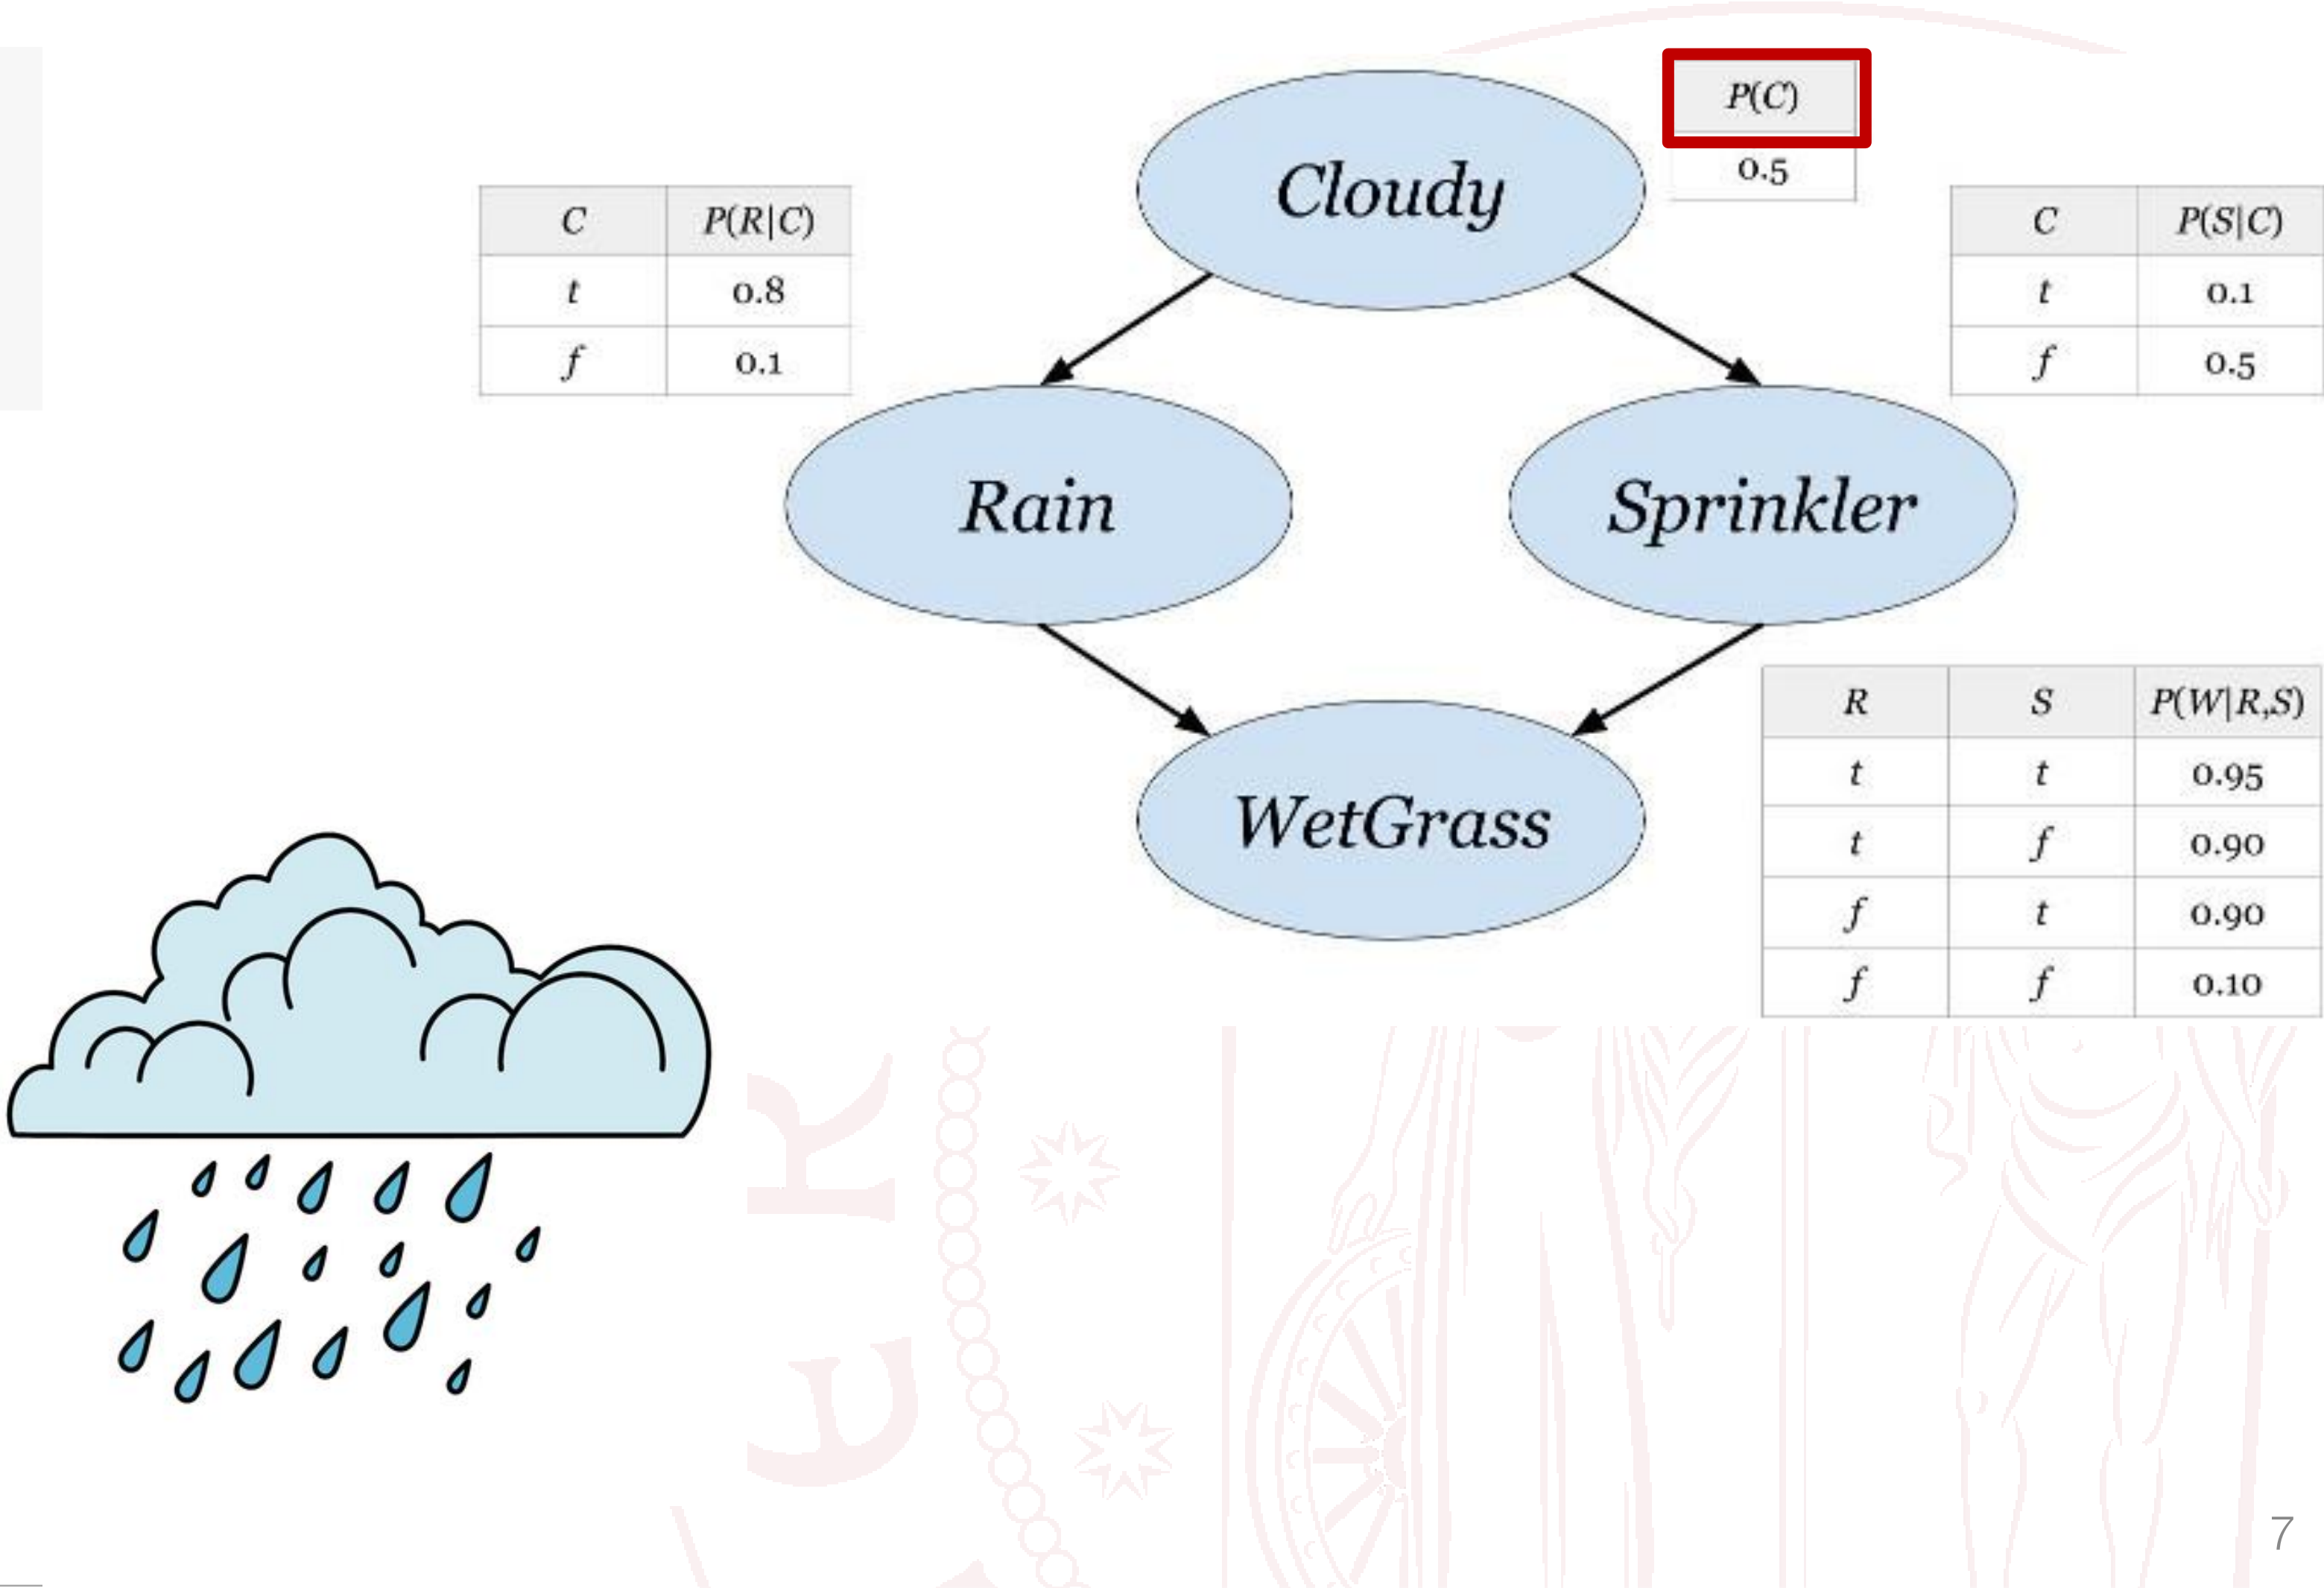 P(C)
0.5
Cloudy
C P(R|C)
t 0.8
f 0.1
C P(S|C)
t 0.1
f 0.5
Rain
Sprinkler
WetGrass
R S P(W|R,S)
t t 0.95
t f 0.90
f t 0.90
f f 0.10
7